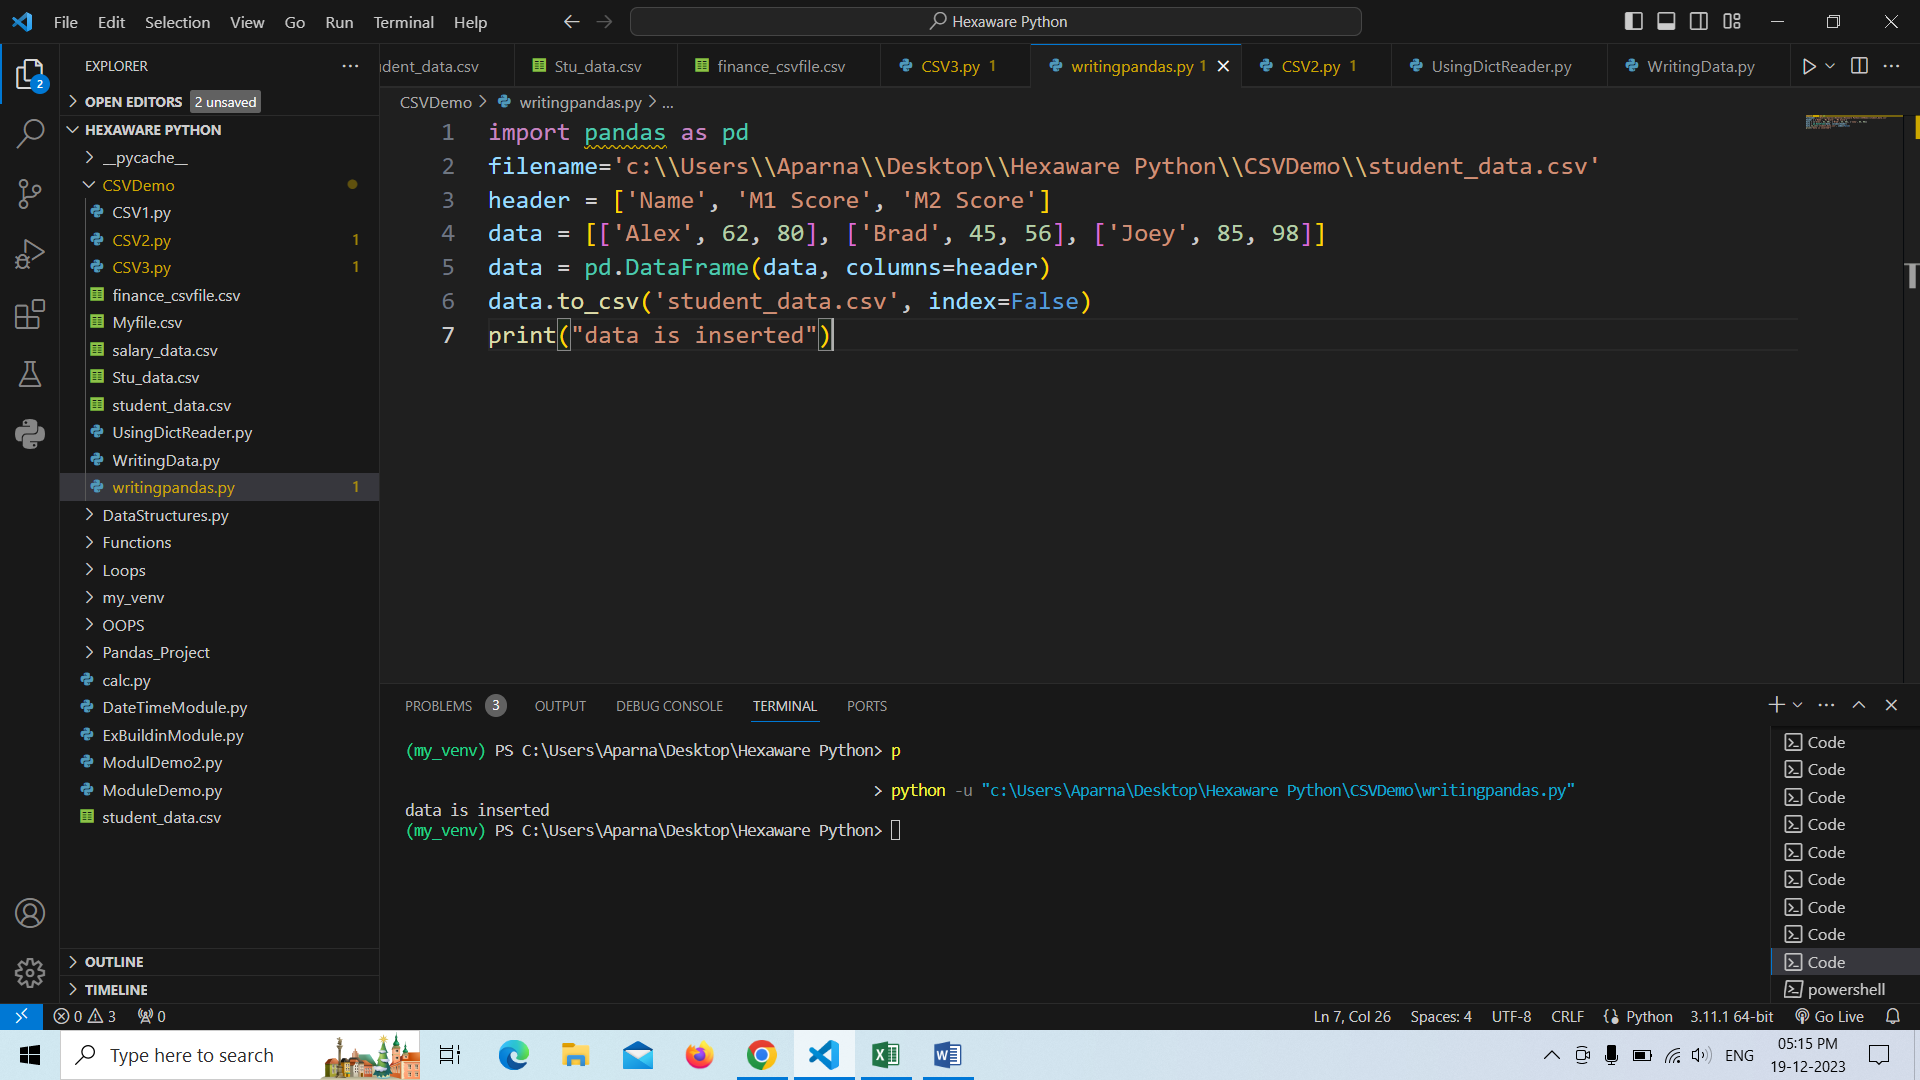 File Edit Selection View Go Run Terminal Help
Hexaware Python
EXPLORER
OPEN EDITORS 2 unsaved
HEXAWARE PYTHON
__pycache__
CSVDemo
CSV1.py
CSV2.py 1
CSV3.py 1
finance_csvfile.csv
Myfile.csv
salary_data.csv
Stu_data.csv
student_data.csv
UsingDictReader.py
WritingData.py
writingpandas.py 1
DataStructures.py
Functions
Loops
my_venv
OOPS
Pandas_Project
calc.py
DateTimeModule.py
ExBuildinModule.py
ModulDemo2.py
ModuleDemo.py
student_data.csv
OUTLINE
TIMELINE
2
dent_data.csv Stu_data.csv finance_csvfile.csv CSV3.py 1 writingpandas.py 1 CSV2.py 1 UsingDictReader.py WritingData.py
CSVDemo > writingpandas.py > ...
1 import pandas as pd
2 filename='c:\\Users\\Aparna\\Desktop\\Hexaware Python\\CSVDemo\\student_data.csv'
3 header = ['Name', 'M1 Score', 'M2 Score']
4 data = [['Alex', 62, 80], ['Brad', 45, 56], ['Joey', 85, 98]]
5 data = pd.DataFrame(data, columns=header)
6 data.to_csv('student_data.csv', index=False)
7 print("data is inserted")
PROBLEMS 3 OUTPUT DEBUG CONSOLE TERMINAL PORTS
(my_venv) PS C:\Users\Aparna\Desktop\Hexaware Python> p
> python -u "c:\Users\Aparna\Desktop\Hexaware Python\CSVDemo\writingpandas.py"
data is inserted
(my_venv) PS C:\Users\Aparna\Desktop\Hexaware Python>
Code
Code
Code
Code
Code
Code
Code
Code
Code
powershell
0 3 0
Ln 7, Col 26 Spaces: 4 UTF-8 CRLF Python 3.11.1 64-bit Go Live
Type here to search
ENG
05:15 PM
19-12-2023